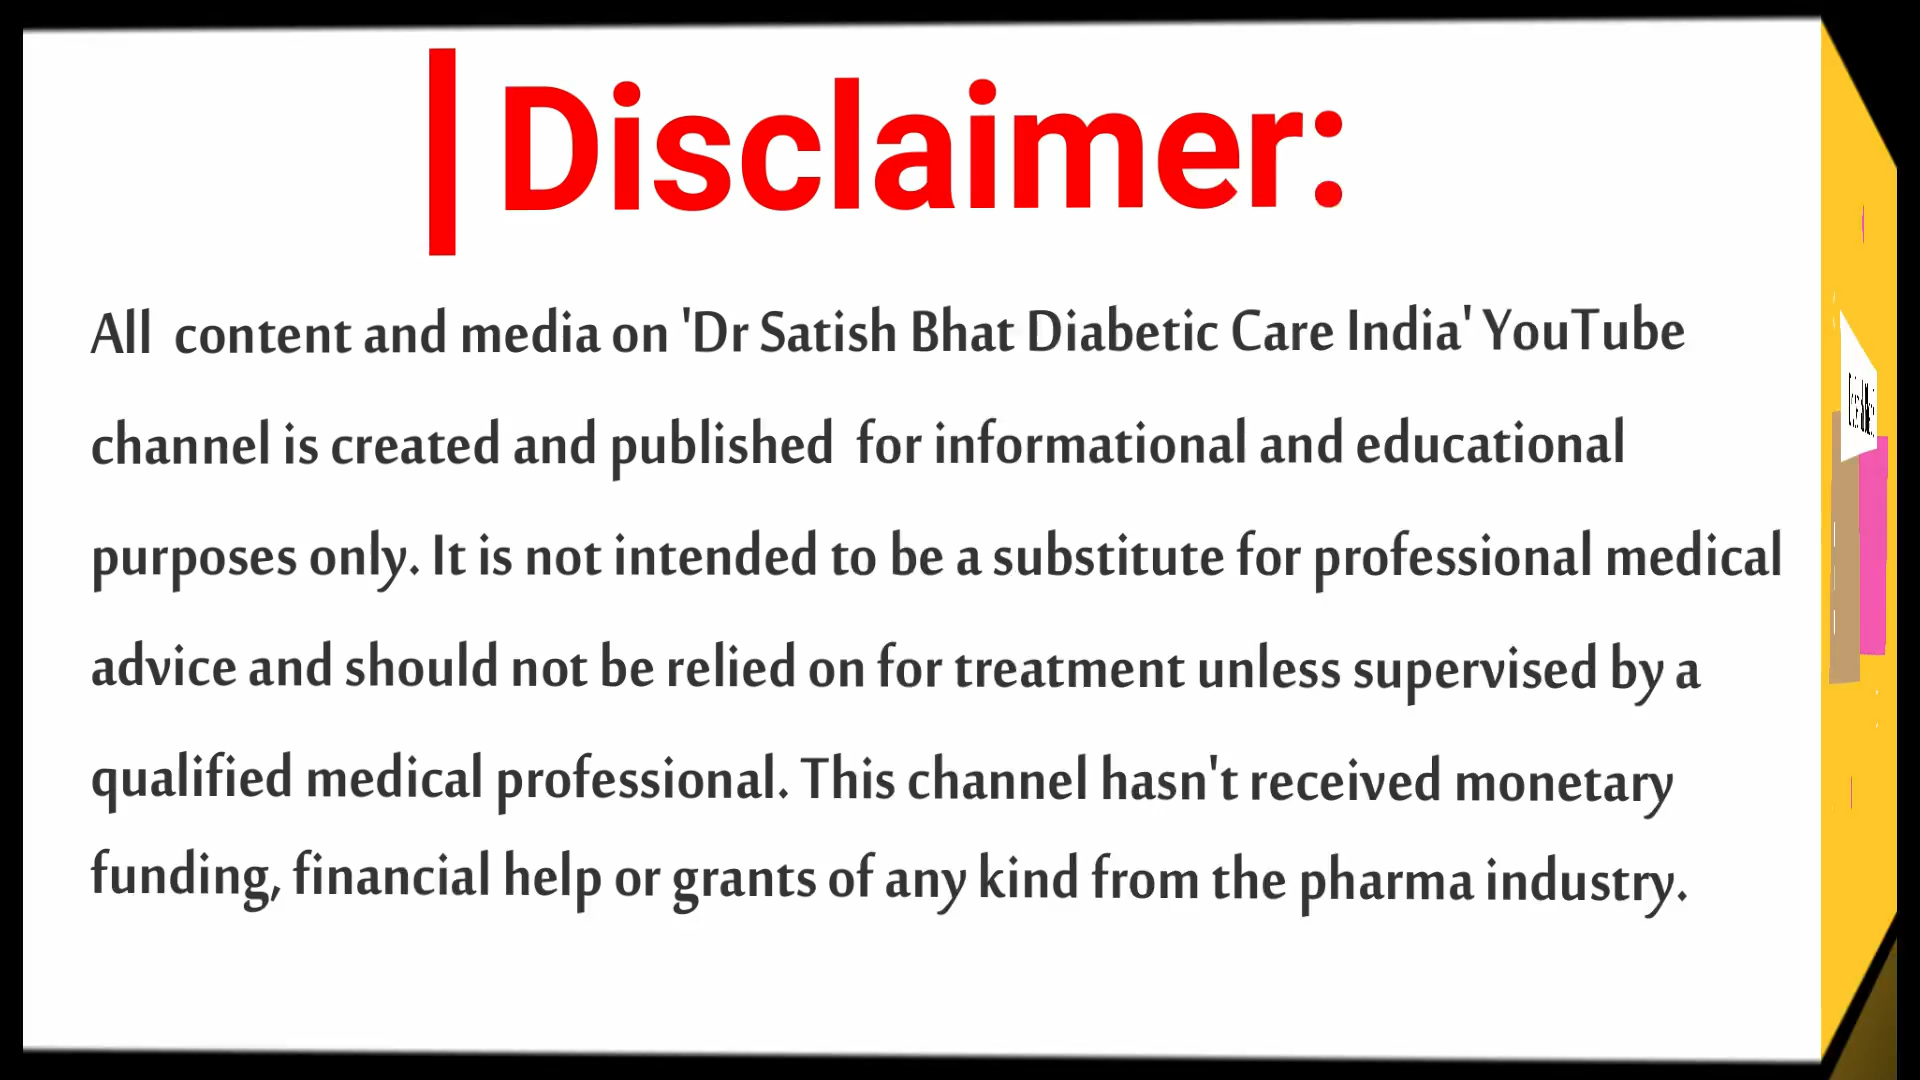 Disclaimer:
All content and media on 'Dr Satish Bhat Diabetic Care India' YouTube
channel is created and published for informational and educational
purposes only. It is not intended to be a substitute for professional medical
advice and should not be relied on for treatment unless supervised by a
qualified medical professional. This channel hasn't received monetary
funding, financial help or grants of any kind from the pharma industry.